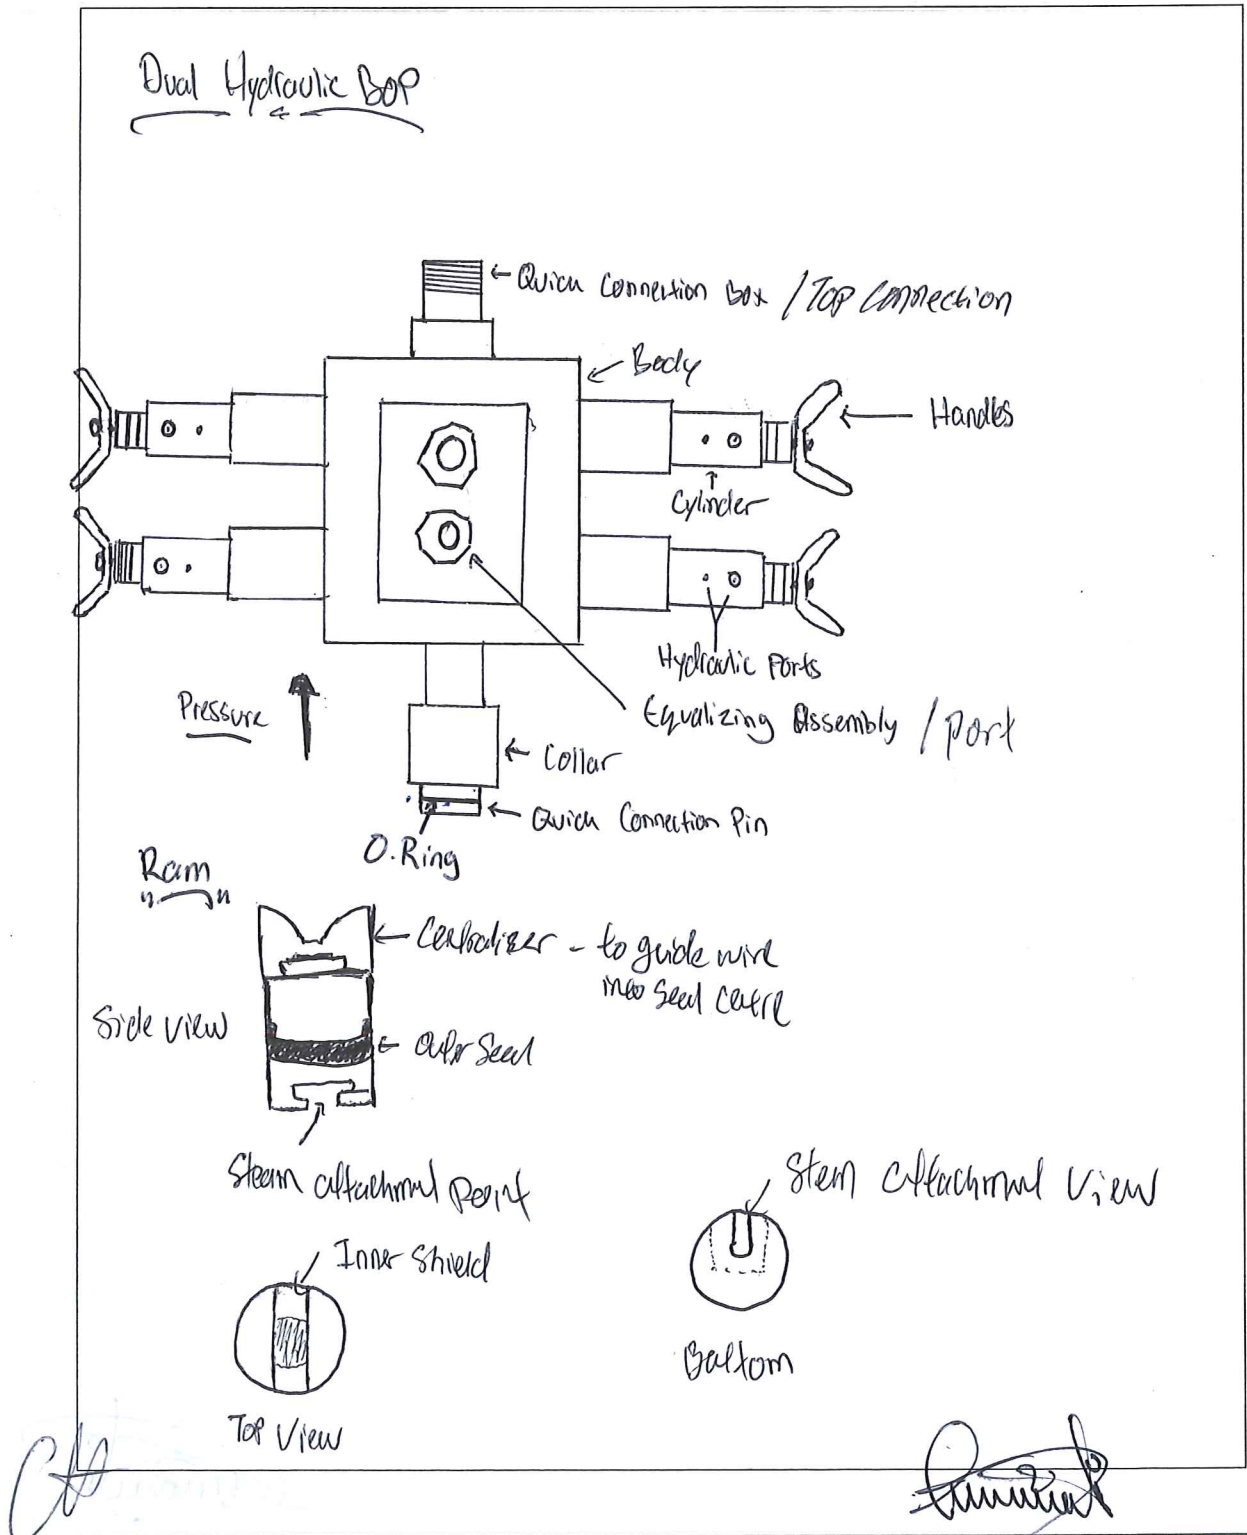 Dual Hydraulic BOP
Quick Connection Box / Top Connection
Body
Handles
Cylinder
Hydraulic Ports
Pressure
Equalizing Assembly / Port
Collar
Quick Connection Pin
O.Ring
Ram
Centralizer - to guide wire
into Seal Centre
Side View
Outer Seal
Steam attachment Point
Stem attachment View
Inner Shield
Bottom
Top View